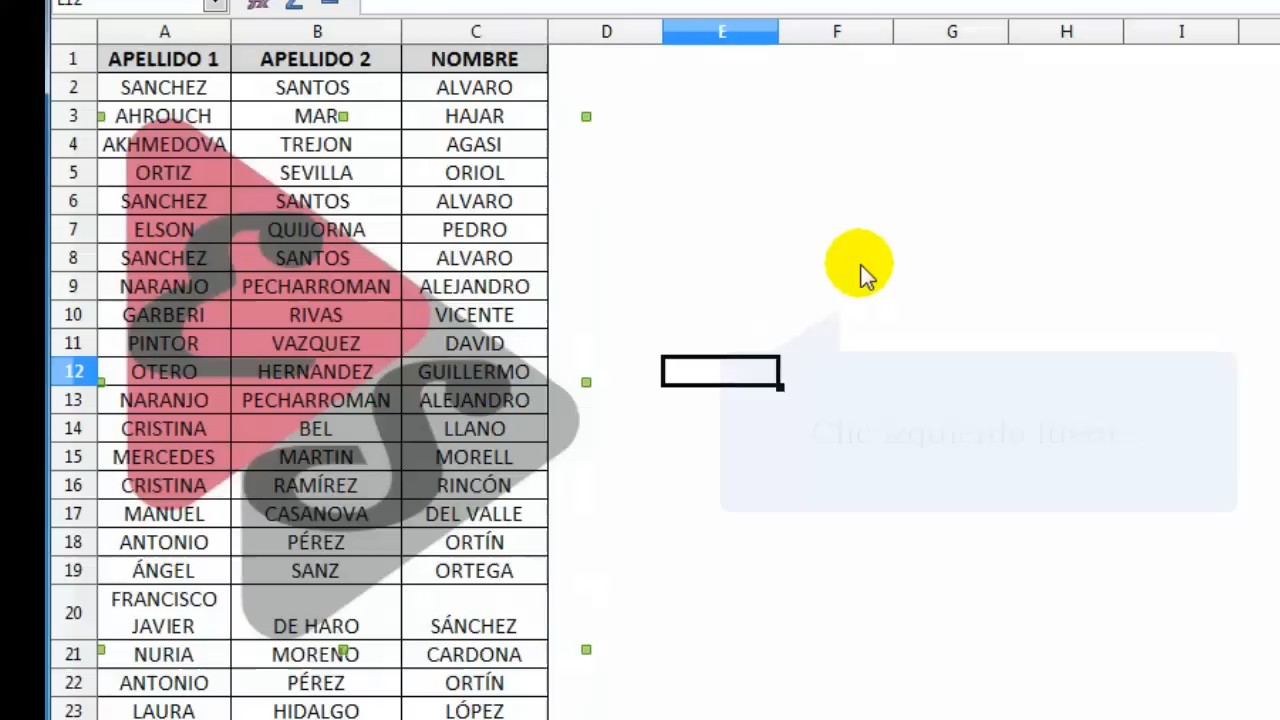 E12
A B C D E F G H I
1 APELLIDO 1 APELLIDO 2 NOMBRE
2 SANCHEZ SANTOS ALVARO
3 AHROUCH MAR HAJAR
4 AKHMEDOVA TREJON AGASI
5 ORTIZ SEVILLA ORIOL
6 SANCHEZ SANTOS ALVARO
7 ELSON QUIJORNA PEDRO
8 SANCHEZ SANTOS ALVARO
9 NARANJO PECHARROMAN ALEJANDRO
10 GARBERI RIVAS VICENTE
11 PINTOR VAZQUEZ DAVID
12 OTERO HERNANDEZ GUILLERMO
13 NARANJO PECHARROMAN ALEJANDRO
14 CRISTINA BEL LLANO
15 MERCEDES MARTIN MORELL
16 CRISTINA RAMÍREZ RINCÓN
17 MANUEL CASANOVA DEL VALLE
18 ANTONIO PÉREZ ORTÍN
19 ÁNGEL SANZ ORTEGA
FRANCISCO
20 JAVIER DE HARO SÁNCHEZ
21 NURIA MORENO CARDONA
22 ANTONIO PÉREZ ORTÍN
23 LAURA HIDALGO LÓPEZ
Clic izquierdo fuera